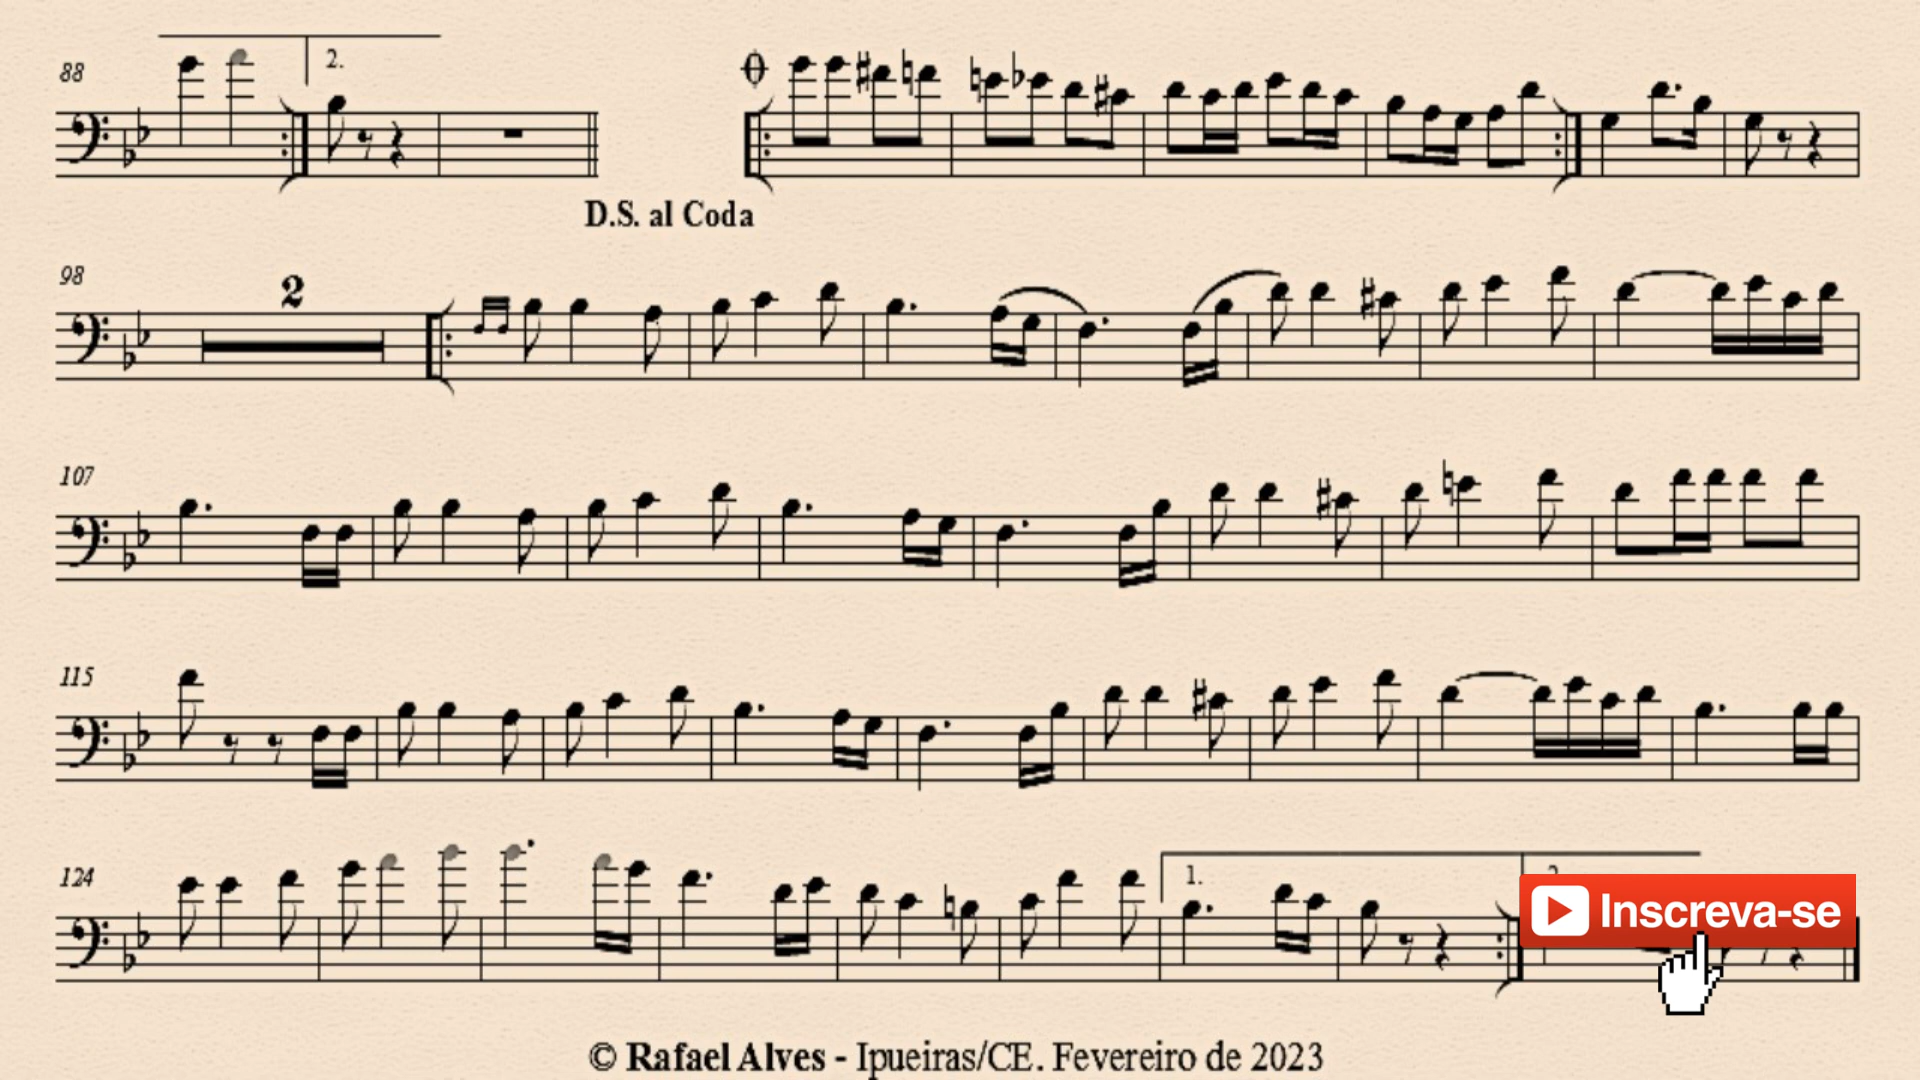 88
2.
D.S. al Coda
98
2
107
115
124
1.
Inscreva-se
© Rafael Alves - Ipueiras/CE. Fevereiro de 2023